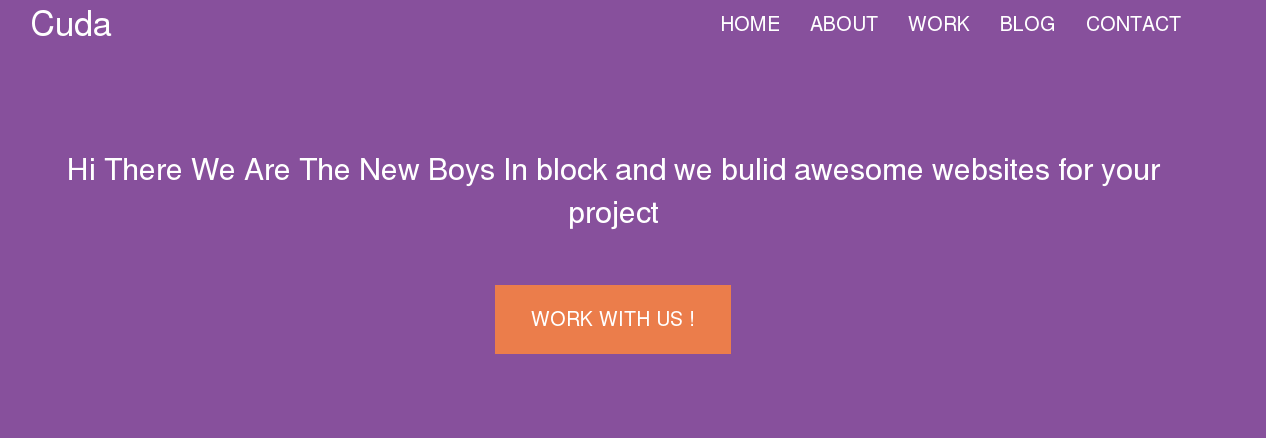 Cuda
HOME ABOUT WORK BLOG CONTACT
Hi There We Are The New Boys In block and we bulid awesome websites for your
project
WORK WITH US !